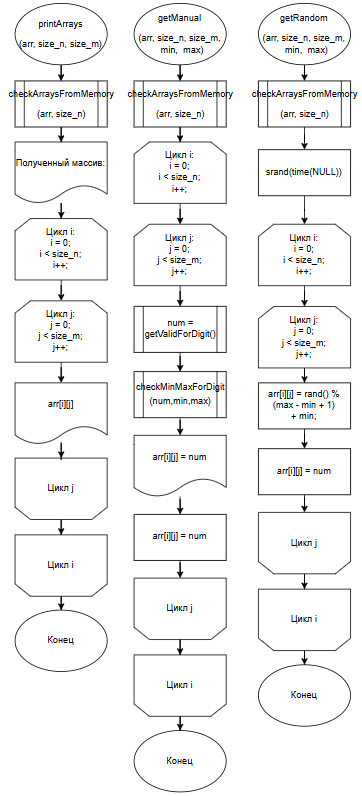 printArrays
(arr, size_n, size_m)
checkArraysFromMemory
(arr, size_n)
Полученный массив:
Цикл i:
i = 0;
i < size_n;
i++;
Цикл j:
j = 0;
j < size_m;
j++;
arr[i][j]
Цикл j
Цикл i
Конец
getManual
(arr, size_n, size_m,
min, max)
checkArraysFromMemory
(arr, size_n)
Цикл i:
i = 0;
i < size_n;
i++;
Цикл j:
j = 0;
j < size_m;
j++;
num =
getValidForDigit()
checkMinMaxForDigit
(num,min,max)
arr[i][j] = num
arr[i][j] = num
Цикл j
Цикл i
Конец
getRandom
(arr, size_n, size_m,
min, max)
checkArraysFromMemory
(arr, size_n)
srand(time(NULL))
Цикл i:
i = 0;
i < size_n;
i++;
Цикл j:
j = 0;
j < size_m;
j++;
arr[i][j] = rand() %
(max - min + 1)
+ min;
arr[i][j] = num
Цикл j
Цикл i
Конец